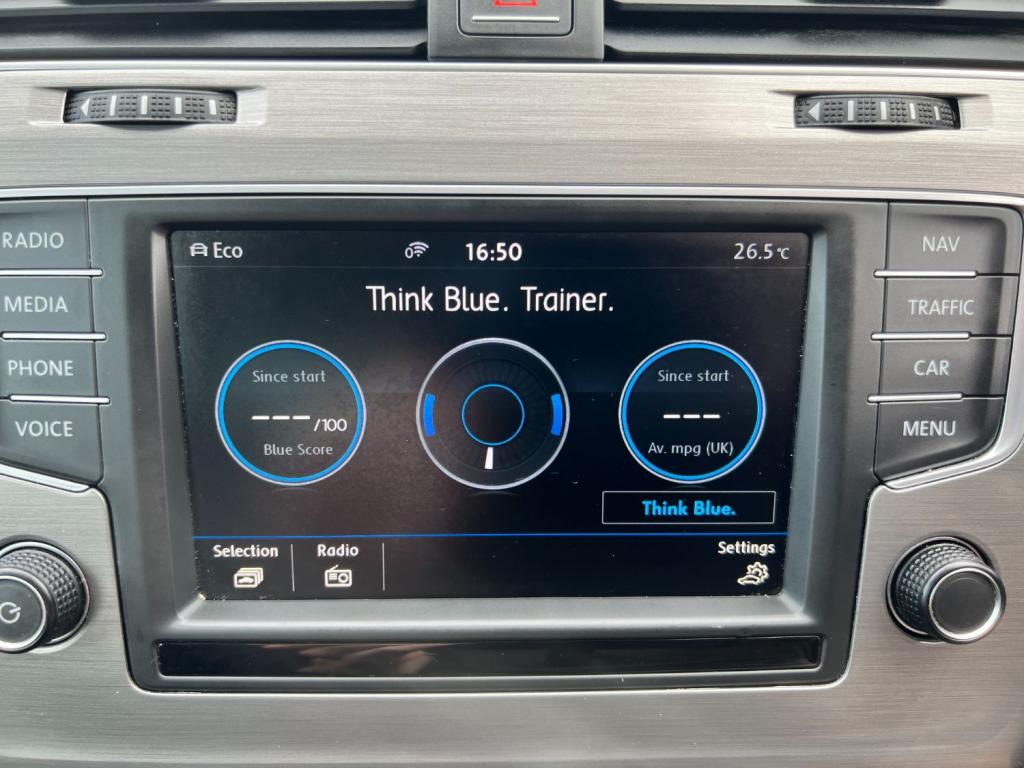 Eco
0
16:50
26.5°C
Think Blue. Trainer.
Since start
---/100
Blue Score
Since start
---
Av. mpg (UK)
Think Blue.
Selection
Radio
Settings
RADIO
MEDIA
PHONE
VOICE
NAV
TRAFFIC
CAR
MENU